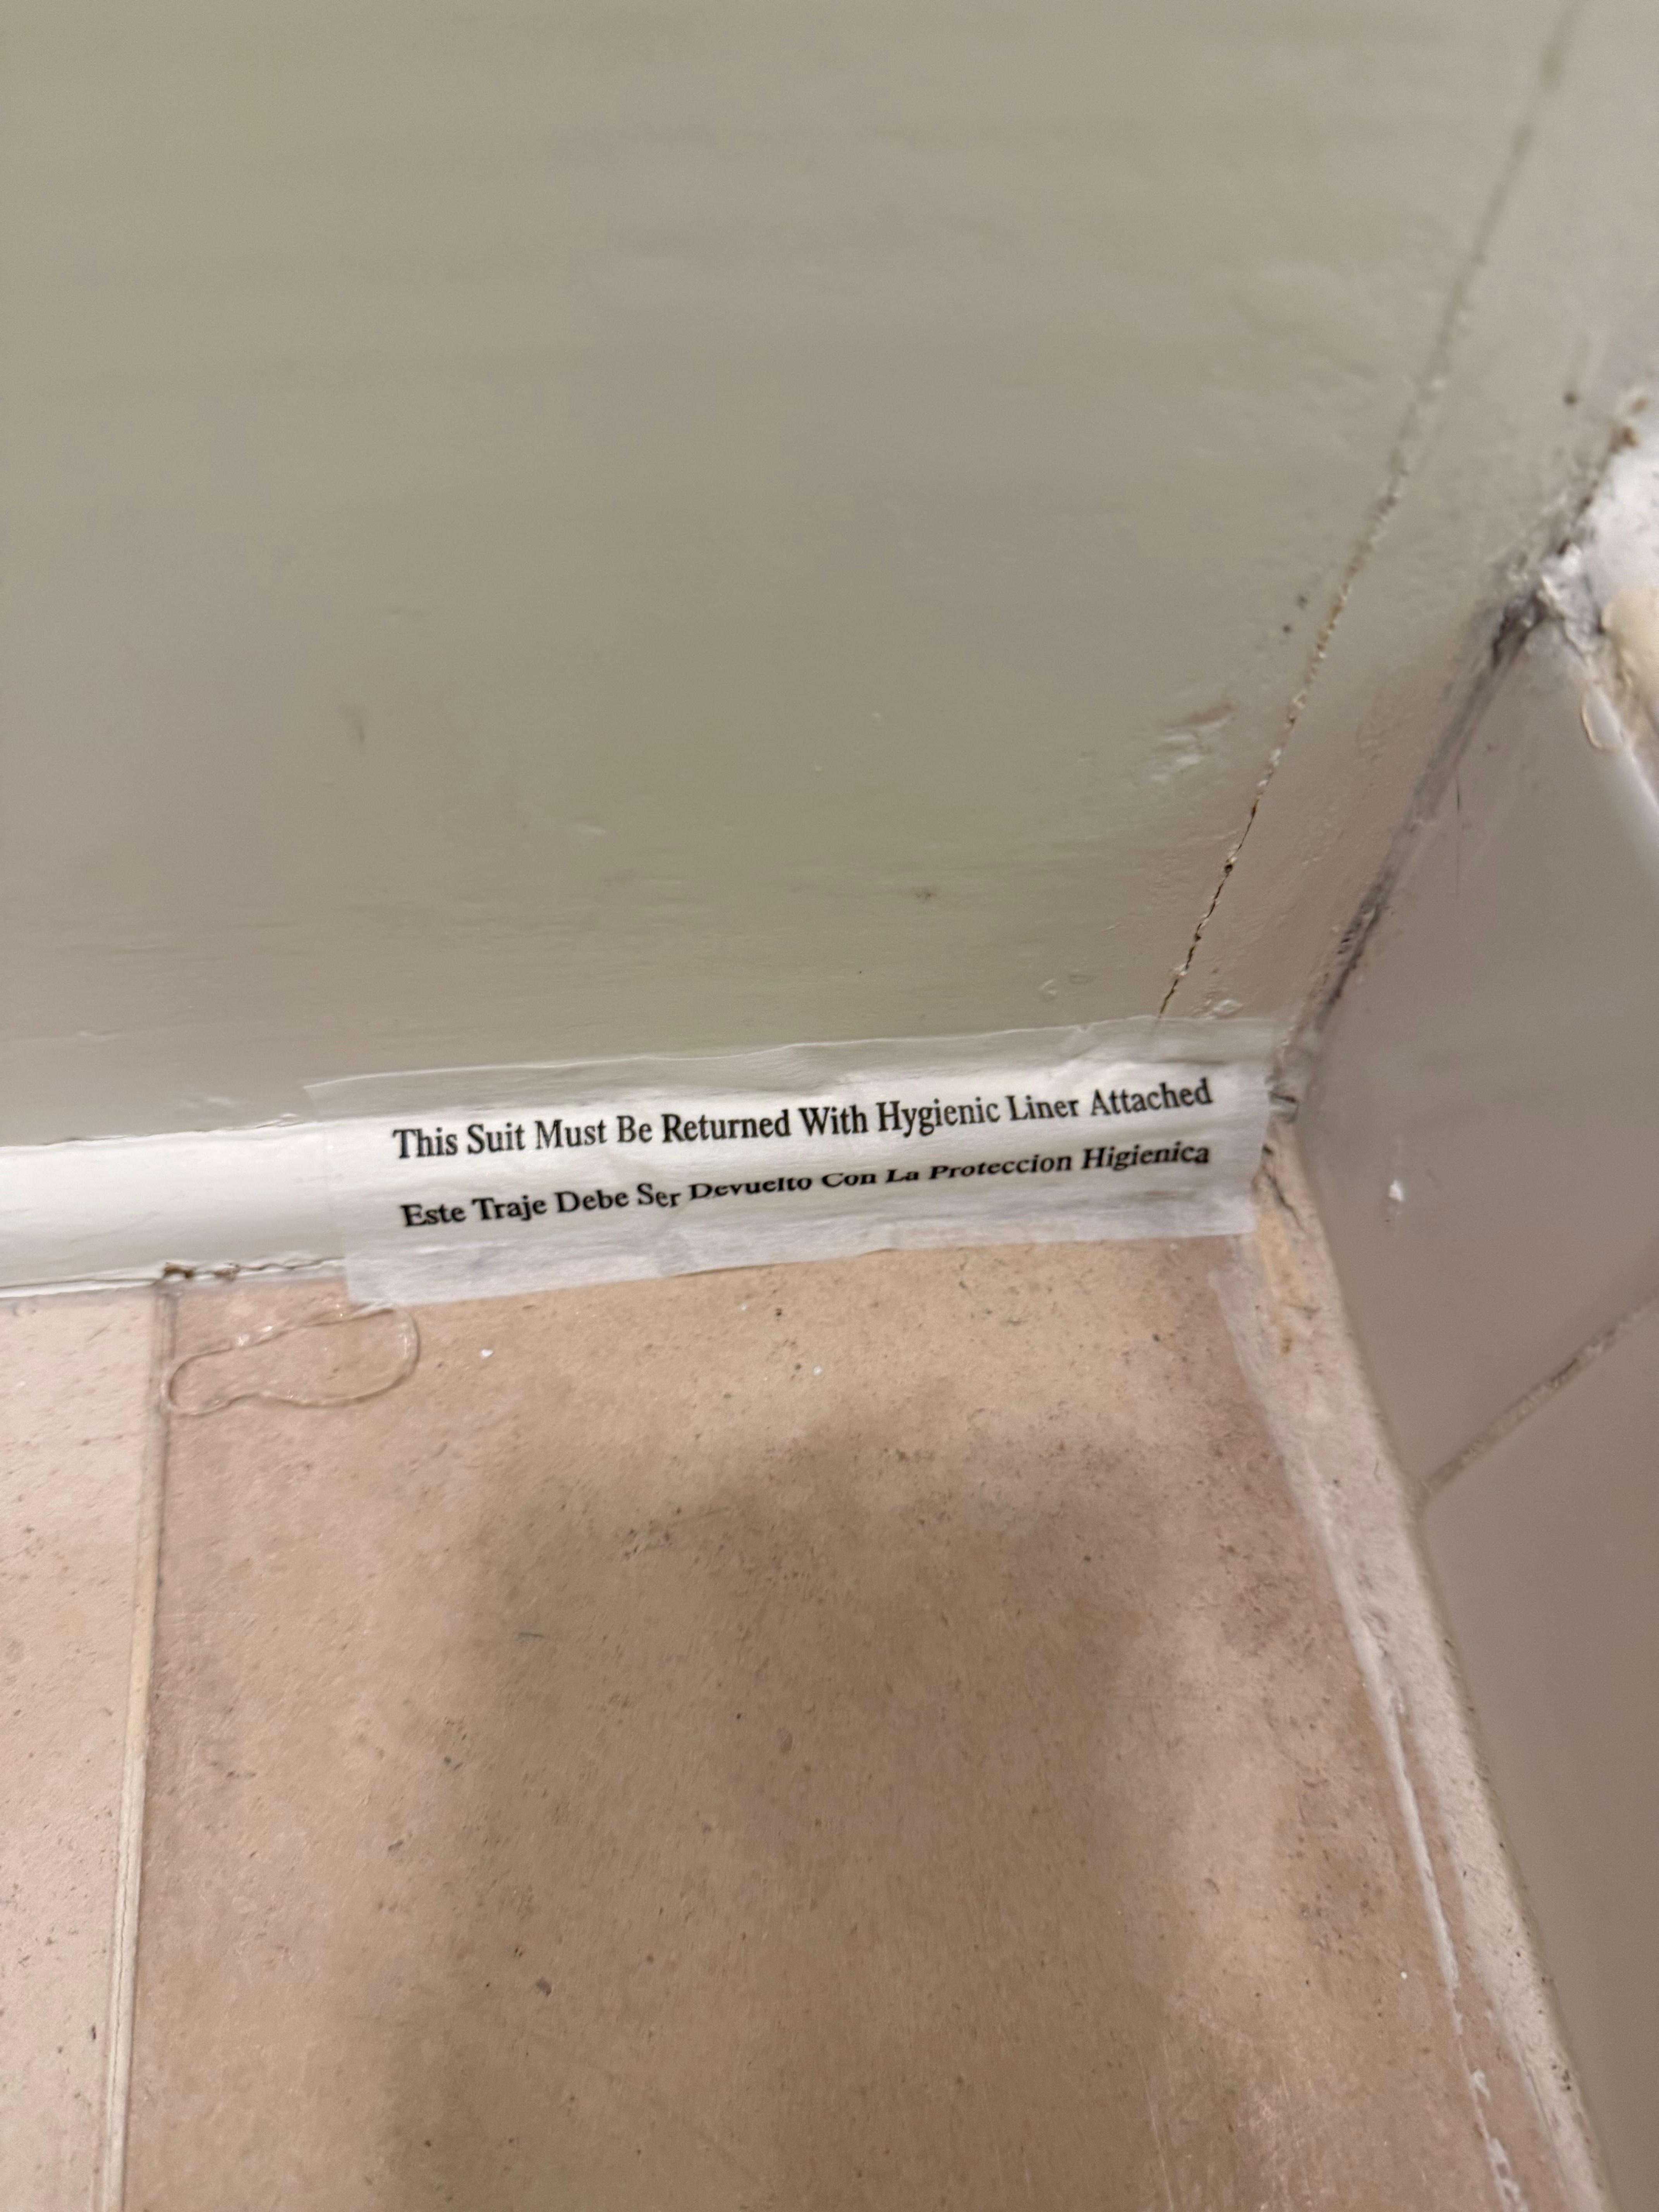 This Suit Must Be Returned With Hygienic Liner Attached
Este Traje Debe Ser Devuelto Con La Proteccion Higienica